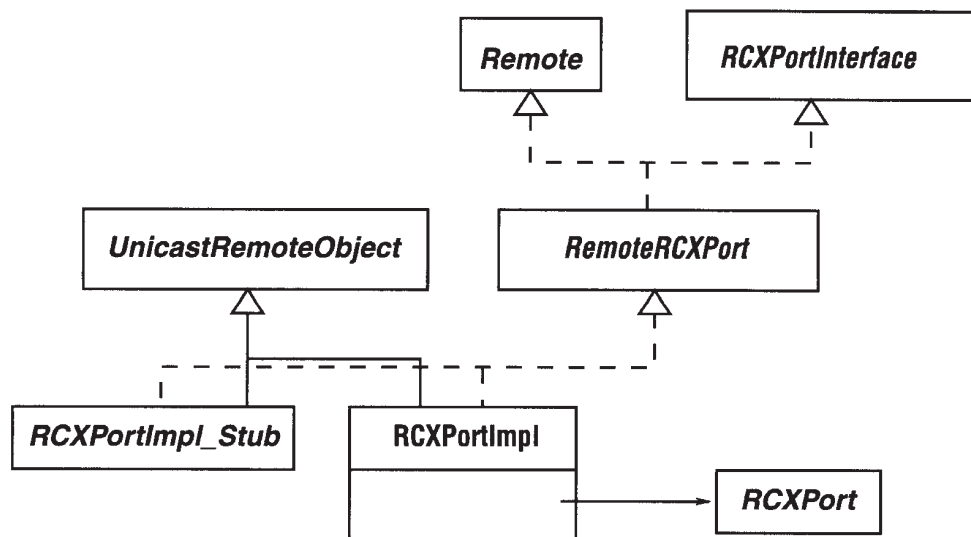 Remote
RCXPortInterface
UnicastRemoteObject
RemoteRCXPort
RCXPortImpl_Stub
RCXPortImpl
RCXPort